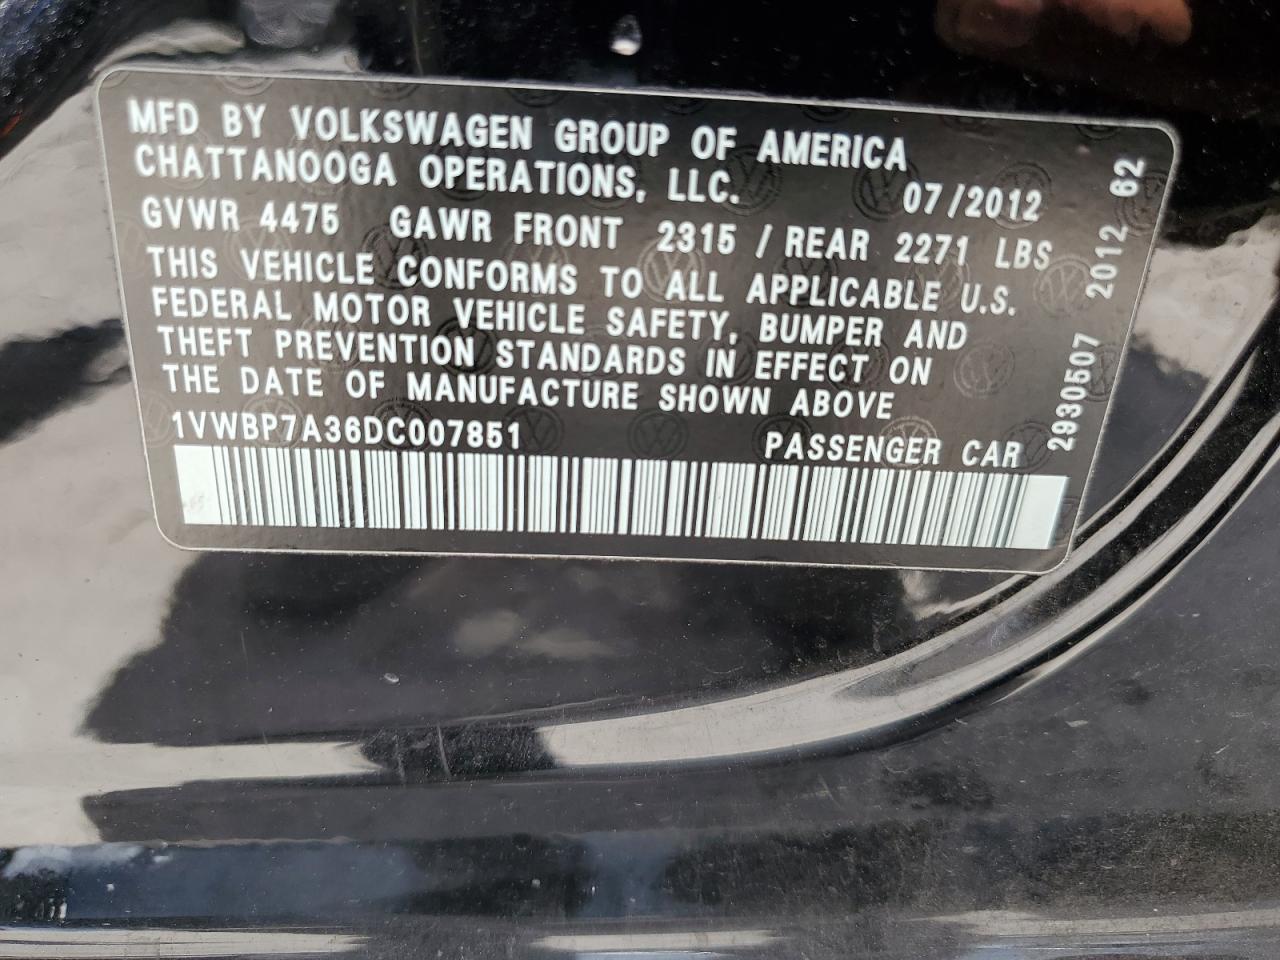 MFD BY VOLKSWAGEN GROUP OF AMERICA
CHATTANOOGA OPERATIONS, LLC. 07/2012
GVWR 4475 GAWR FRONT 2315 / REAR 2271 LBS
THIS VEHICLE CONFORMS TO ALL APPLICABLE U.S.
FEDERAL MOTOR VEHICLE SAFETY, BUMPER AND
THEFT PREVENTION STANDARDS IN EFFECT ON
THE DATE OF MANUFACTURE SHOWN ABOVE
1VWBP7A36DC007851 PASSENGER CAR
2930507 2012 62